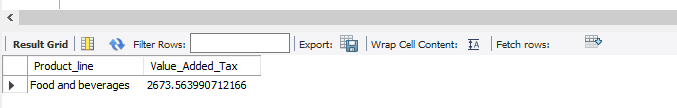 Result Grid Filter Rows: Export: Wrap Cell Content: Fetch rows:
Product_line Value_Added_Tax
Food and beverages 2673.563990712166